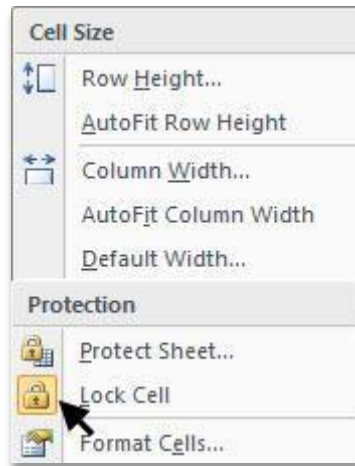 Cell Size
Row Height...
AutoFit Row Height
Column Width...
AutoFit Column Width
Default Width...
Protection
Protect Sheet...
Lock Cell
Format Cells...